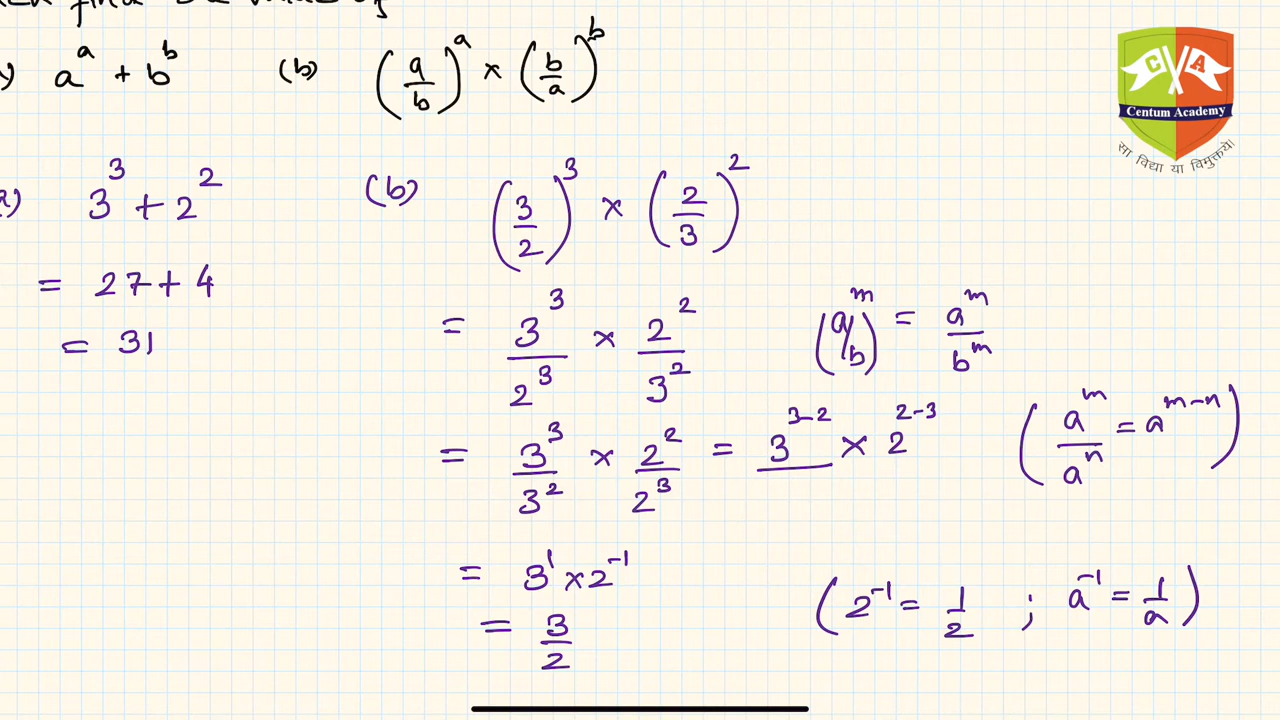 find
a^a + b^b (b) (a/b)^a × (b/a)^b
3^3 + 2^2
= 27 + 4
= 31
(b) (3/2)^3 × (2/3)^2
= 3^3/2^3 × 2^2/3^2 (a/b)^m = a^m/b^m
= 3^3/3^2 × 2^2/2^3 = 3^(3-2) × 2^(2-3) (a^m/a^n = a^(m-n))
= 3^1 × 2^-1
= 3/2 (2^-1 = 1/2 ; a^-1 = 1/a)
C A
Centum Academy
सा विद्या या विमुक्तये।